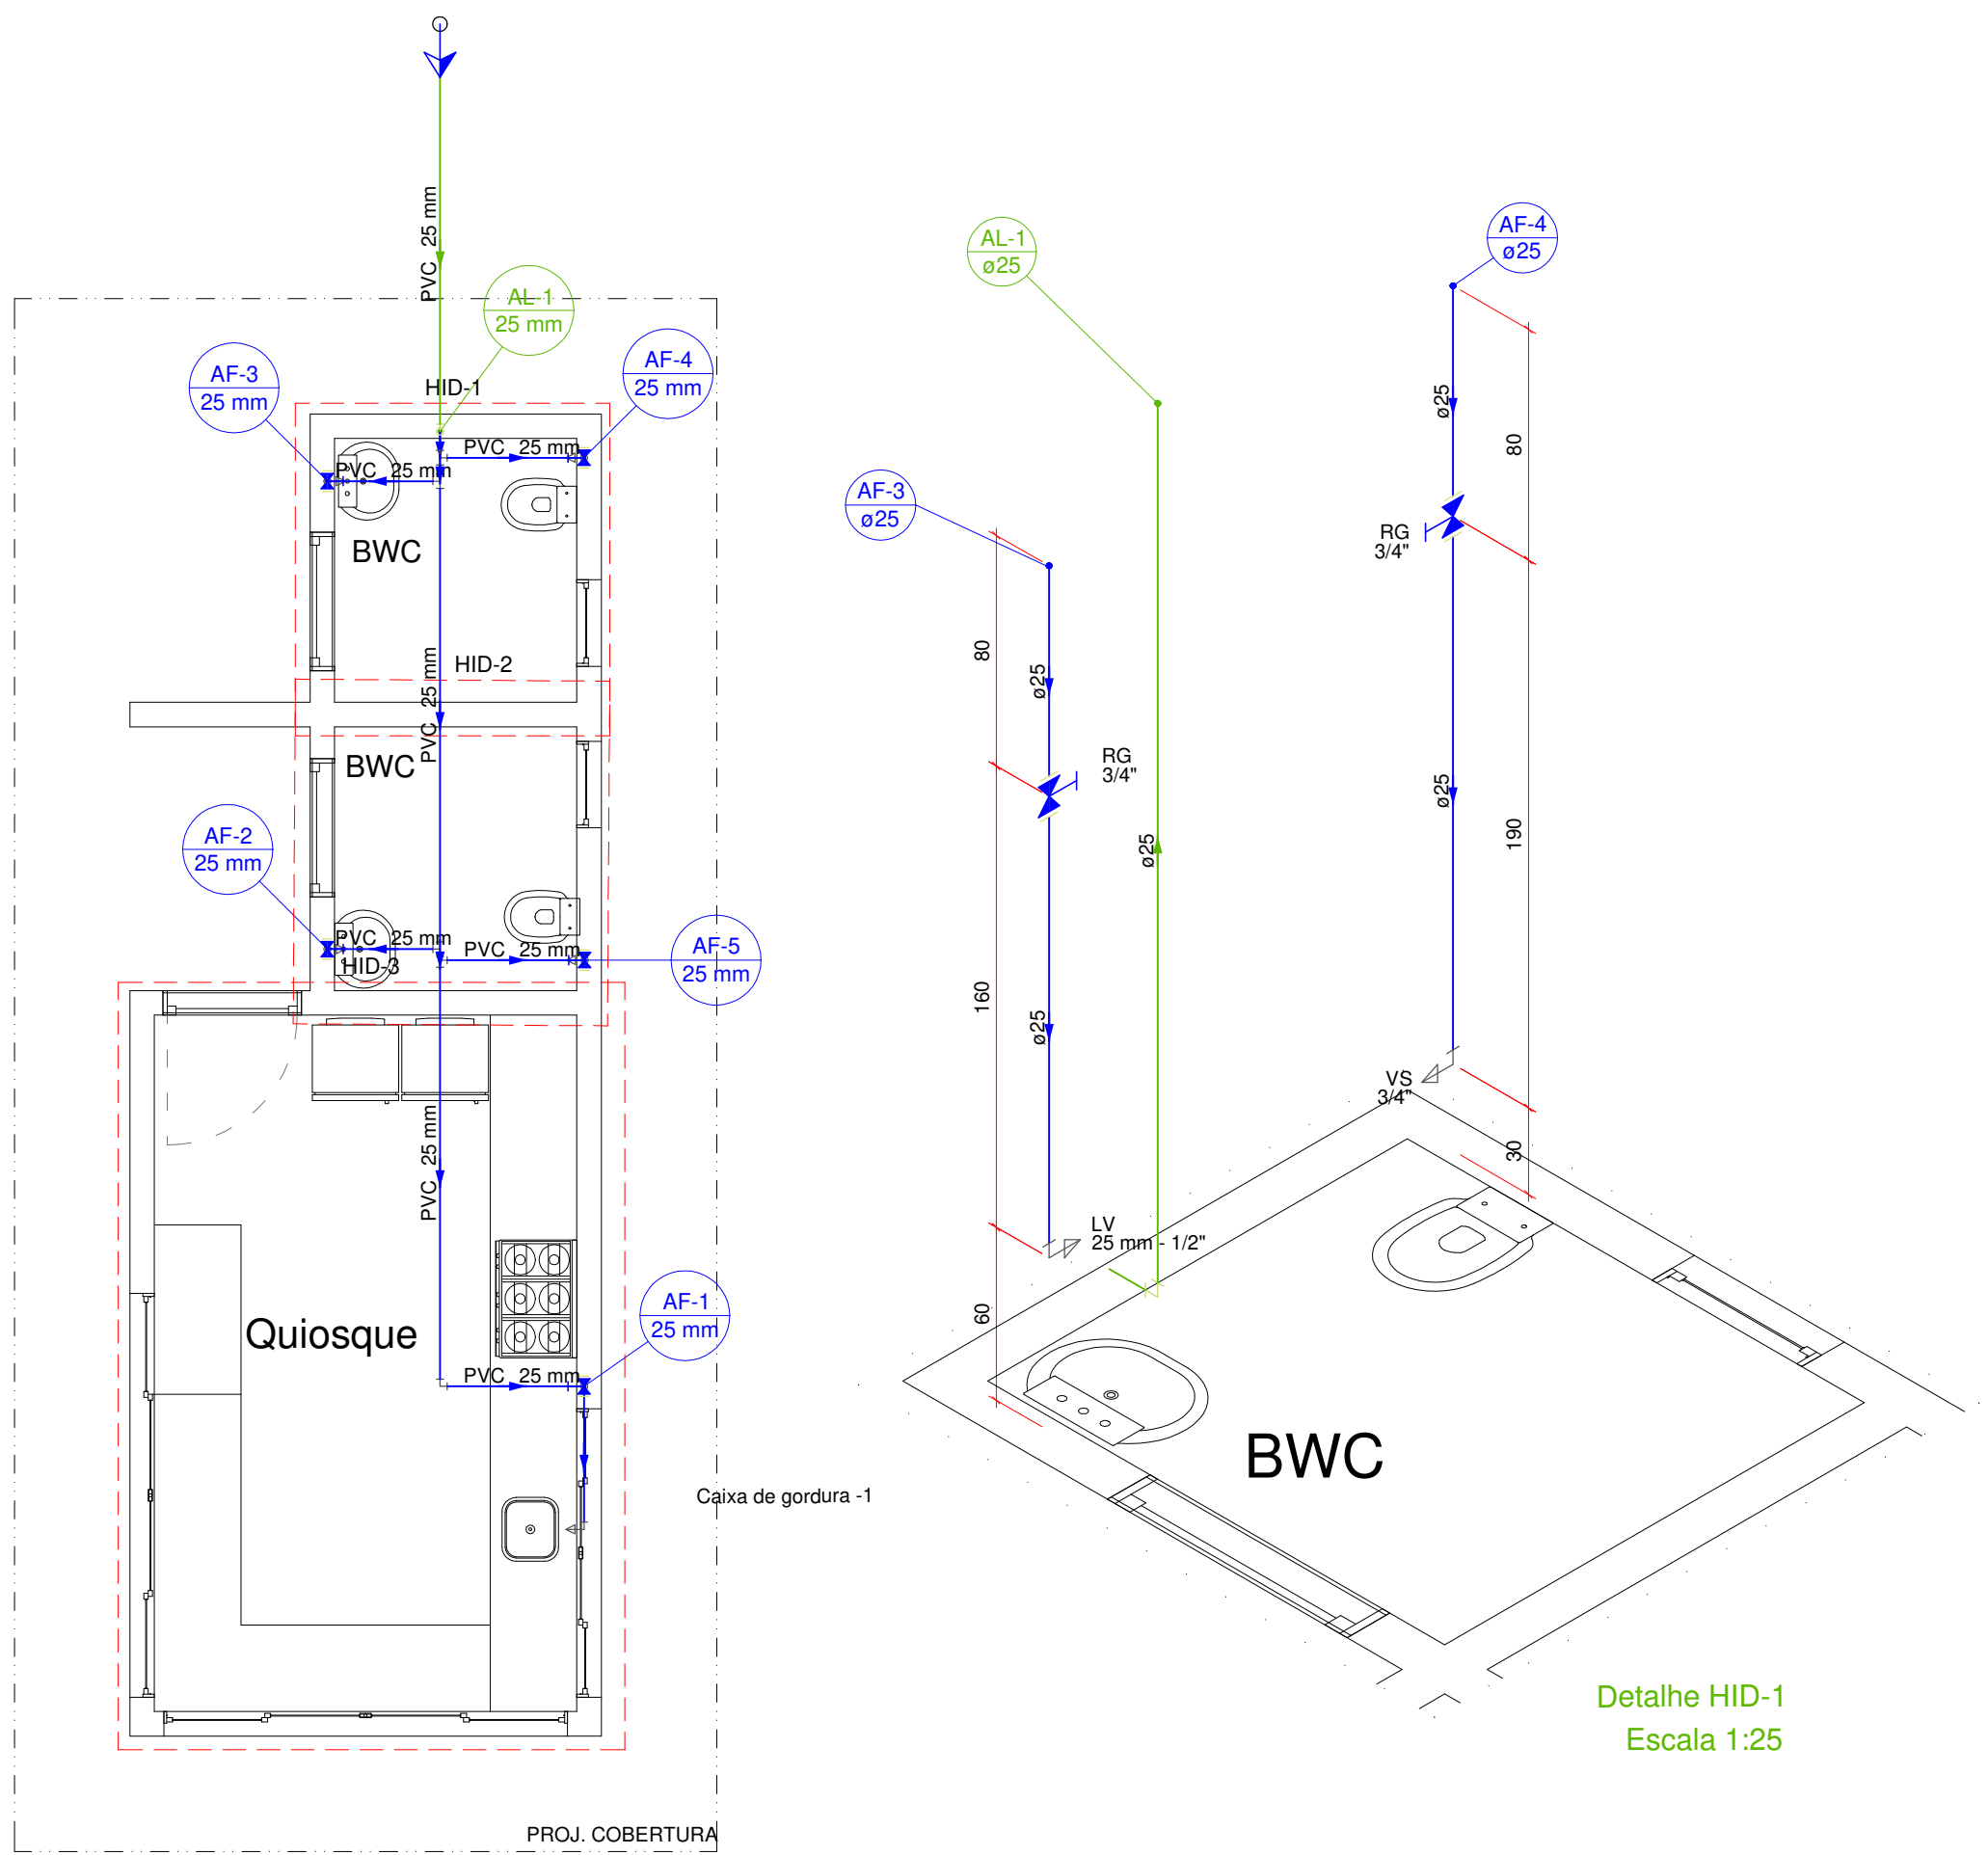 PVC 25 mm
AL-1
25 mm
AF-3
25 mm
HID-1
AF-4
25 mm
PVC 25 mm
PVC 25 mm
BWC
HID-2
PVC 25 mm
BWC
AF-2
25 mm
PVC 25 mm
HID-3
PVC 25 mm
AF-5
25 mm
PVC 25 mm
Quiosque
AF-1
25 mm
PVC 25 mm
Caixa de gordura -1
PROJ. COBERTURA
AL-1
ø25
AF-4
ø25
ø25
80
AF-3
ø25
RG
3/4"
80
ø25
RG
3/4"
ø25
ø25
190
160
ø25
VS
3/4"
30
LV
25 mm - 1/2"
60
BWC
Detalhe HID-1
Escala 1:25